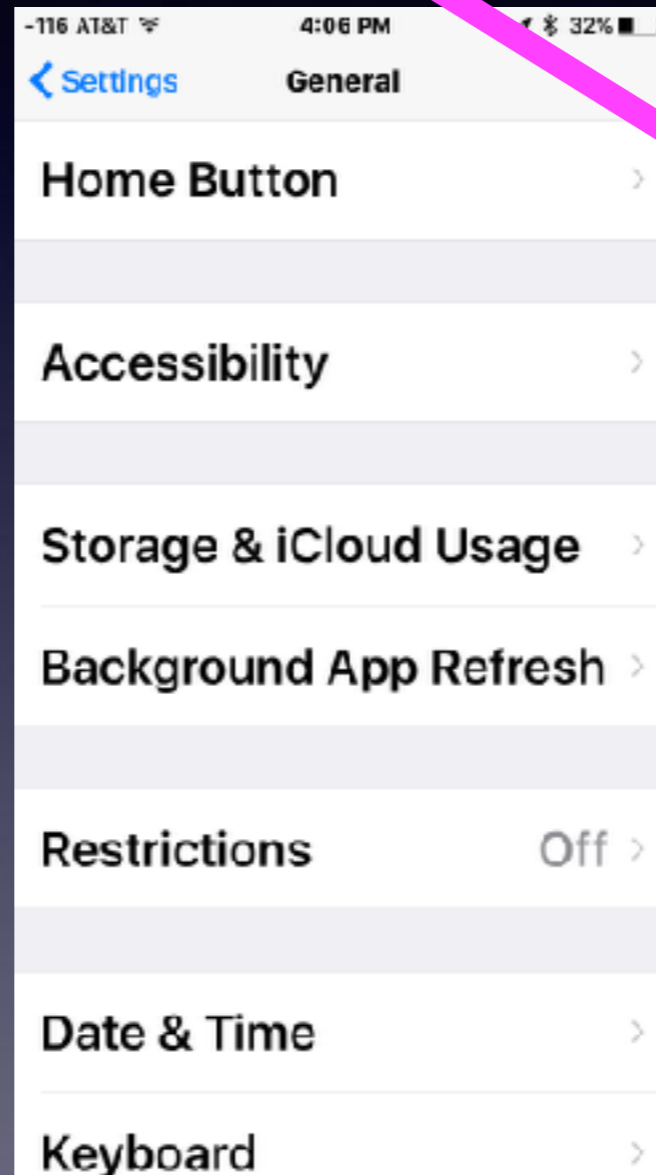 -116 AT&T 4:06 PM 32%
Settings General
Home Button
Accessibility
Storage & iCloud Usage
Background App Refresh
Restrictions Off
Date & Time
Keyboard